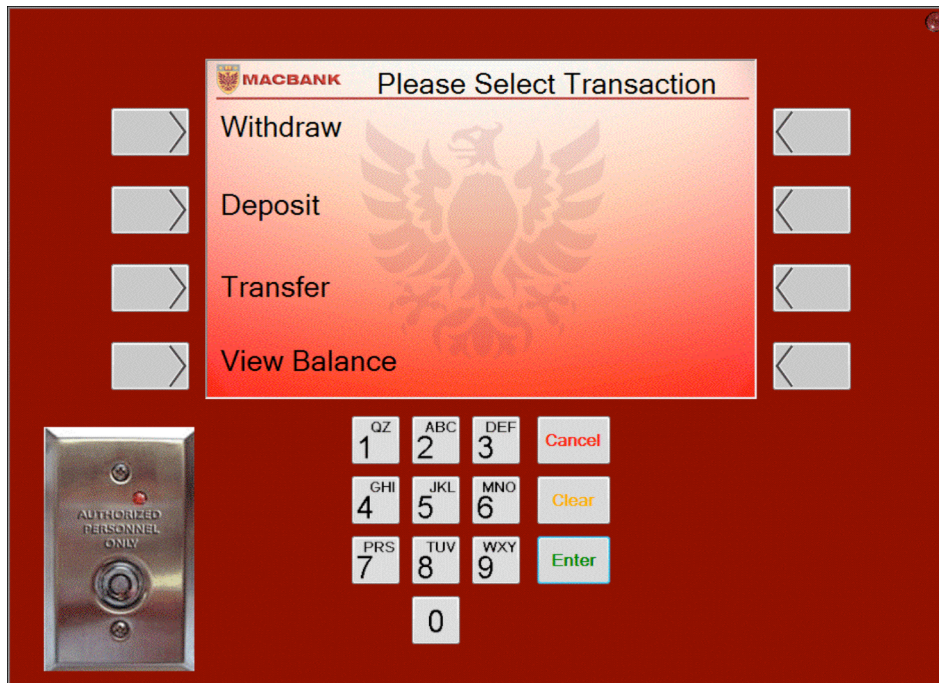 MACBANK Please Select Transaction
Withdraw
Deposit
Transfer
View Balance
QZ ABC DEF
1 2 3 Cancel
GHI JKL MNO
4 5 6 Clear
PRS TUV WXY
7 8 9 Enter
0
AUTHORIZED
PERSONNEL
ONLY